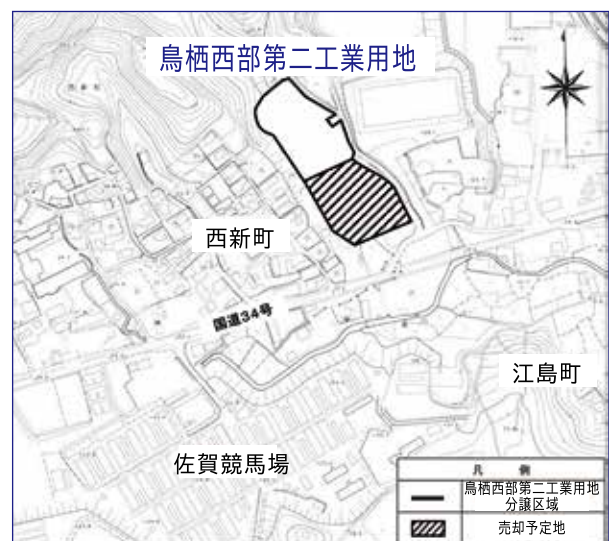 鳥栖西部第二工業用地
西新町
国道34号
江島町
佐賀競馬場
凡例
鳥栖西部第二工業用地
分譲区域
売却予定地